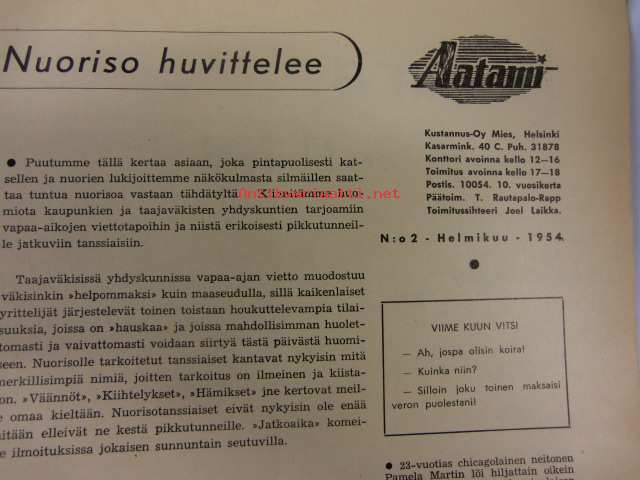 Nuoriso huvittelee
● Puutumme tällä kertaa asiaan, joka pintapuolisesti kat-
sellen ja nuorien lukijoittemme näkökulmasta silmäillen saat-
taa tuntua nuorisoa vastaan tähdätyltä. Kiinnitämme huo-
miota kaupunkien ja taajaväkisten yhdyskuntien tarjoamiin
vapaa-aikojen viettotapoihin ja niistä erikoisesti pikkutunneil-
le jatkuviin tanssiaisiin.
Taajaväkisissä yhdyskunnissa vapaa-ajan vietto muodostuu
väkisinkin »helpommaksi» kuin maaseudulla, sillä kaikenlaiset
yrittelijät järjestelevät toinen toistaan houkuttelevampia tilai-
suuksia, joissa on »hauskaa» ja joissa mahdollisimman huolet-
tomasti ja vaivattomasti voidaan siirtyä tästä päivästä huomi-
seen. Nuorisolle tarkoitetut tanssiaiset kantavat nykyisin mitä
merkillisimpiä nimiä, joitten tarkoitus on ilmeinen ja kiista-
on. »Väännöt», »Kiihtelykset», »Hämikset» jne kertovat meil-
e omaa kieltään. Nuorisotanssiaiset eivät nykyisin ole enää
itään elleivät ne kestä pikkutunneille. »Jatkoaika» komei-
e ilmoituksissa jokaisen sunnuntain seutuvilla.
Aatami
Kustannus-Oy Mies, Helsinki
Kasarmink. 40 C. Puh. 31878
Konttori avoinna kello 12—16
Toimitus avoinna kello 17—18
Postis. 10054. 10. vuosikerta
Päätoim. T. Rautapalo-Rapp
Toimitussihteeri Joel Laikka.
N:o 2 - Helmikuu - 1954.
●
VIIME KUUN VITSI
— Ah, jospa olisin koira!
— Kuinka niin?
— Silloin joku toinen maksaisi
veron puolestani!
● 23-vuotias chicagolainen neitonen
Pamela Martin löi hiljattain oikein